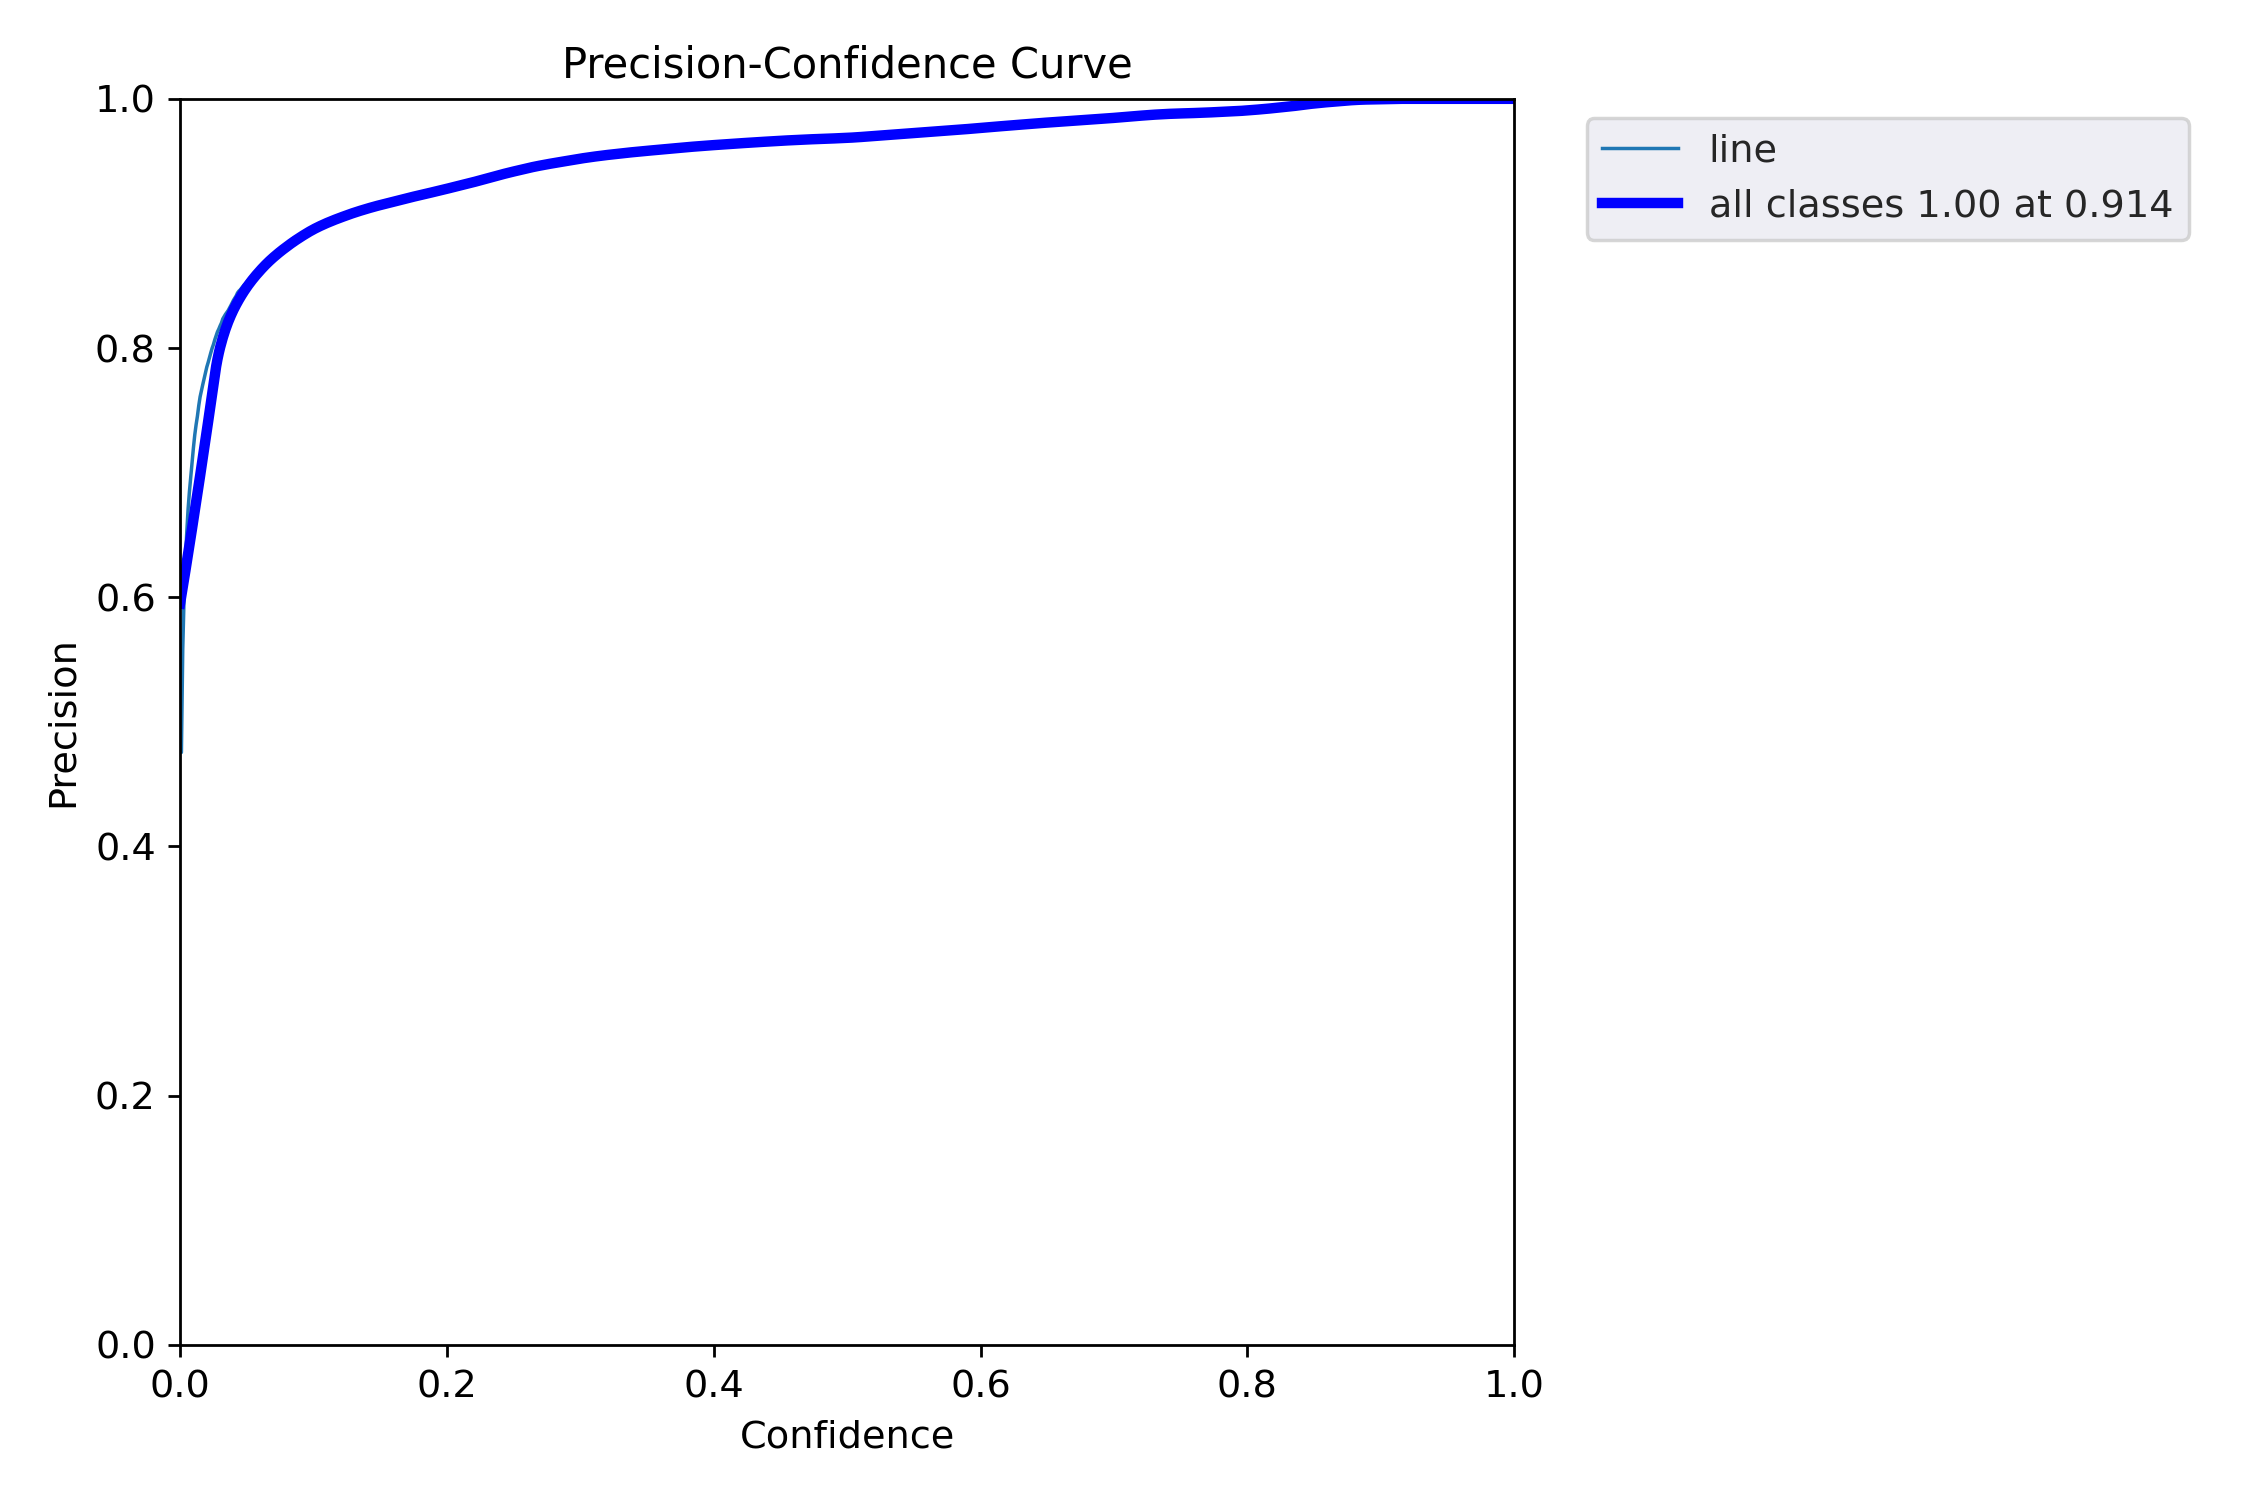 Precision-Confidence Curve
1.0
0.8
0.6
0.4
0.2
0.0
Precision
0.0 0.2 0.4 0.6 0.8 1.0
Confidence
line
all classes 1.00 at 0.914